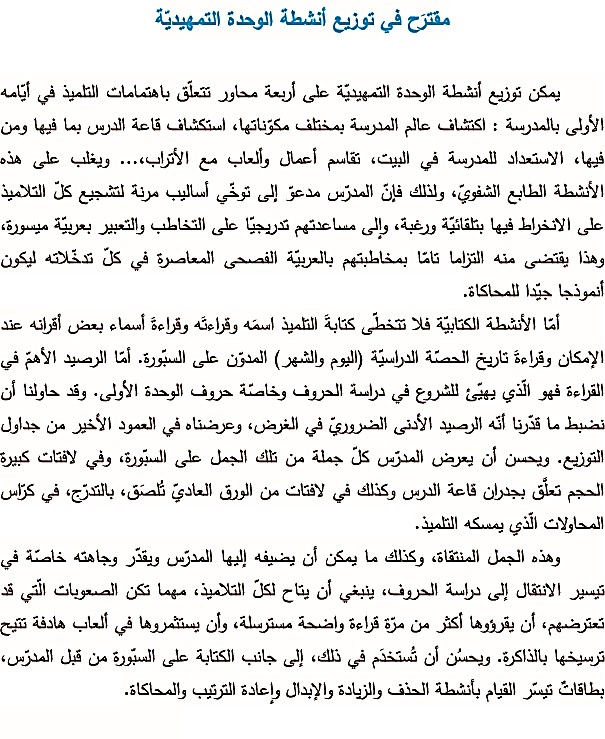 مقترَح في توزيع أنشطة الوحدة التمهيديّة
يمكن توزيع أنشطة الوحدة التمهيديّة على أربعة محاور تتعلّق باهتمامات التلميذ في أيّامه
الأولى بالمدرسة : اكتشاف عالم المدرسة بمختلف مكوّناتها، استكشاف قاعة الدرس بما فيها ومن
فيها، الاستعداد للمدرسة في البيت، تقاسم أعمال وألعاب مع الأتراب،... ويغلب على هذه
الأنشطة الطابع الشفويّ، ولذلك فإنّ المدرّس مدعوّ إلى توخّي أساليب مرنة لتشجيع كلّ التلاميذ
على الانخراط فيها بتلقائيّة ورغبة، وإلى مساعدتهم تدريجيّا على التخاطب والتعبير بعربيّة ميسورة،
وهذا يقتضى منه التزاما تامّا بمخاطبتهم بالعربيّة الفصحى المعاصرة في كلّ تدخّلاته ليكون
أنموذجا جيّدا للمحاكاة.
أمّا الأنشطة الكتابيّة فلا تتخطّى كتابةَ التلميذ اسمَه وقراءتَه وقراءةَ أسماء بعض أقرانه عند
الإمكان وقراءةَ تاريخ الحصّة الدراسيّة (اليوم والشهر) المدوّن على السبّورة. أمّا الرصيد الأهمّ في
القراءة فهو الّذي يهيّئ للشروع في دراسة الحروف وخاصّة حروف الوحدة الأولى. وقد حاولنا أن
نضبط ما قدّرنا أنّه الرصيد الأدنى الضروريّ في الغرض، وعرضناه في العمود الأخير من جداول
التوزيع. ويحسن أن يعرض المدرّس كلّ جملة من تلك الجمل على السبّورة، وفي لافتات كبيرة
الحجم تعلَّق بجدران قاعة الدرس وكذلك في لافتات من الورق العاديّ تُلصَق، بالتدرّج، في كرّاس
المحاولات الّذي يمسكه التلميذ.
وهذه الجمل المنتقاة، وكذلك ما يمكن أن يضيفه إليها المدرّس ويقدّر وجاهته خاصّة في
تيسير الانتقال إلى دراسة الحروف، ينبغي أن يتاح لكلّ التلاميذ، مهما تكن الصعوبات الّتي قد
تعترضهم، أن يقرؤوها أكثر من مرّة قراءة واضحة مسترسلة، وأن يستثمروها في ألعاب هادفة تتيح
ترسيخها بالذاكرة. ويحسُن أن تُستخدَم في ذلك، إلى جانب الكتابة على السبّورة من قبل المدرّس،
بطاقاتٌ تيسّر القيام بأنشطة الحذف والزيادة والإبدال وإعادة الترتيب والمحاكاة.